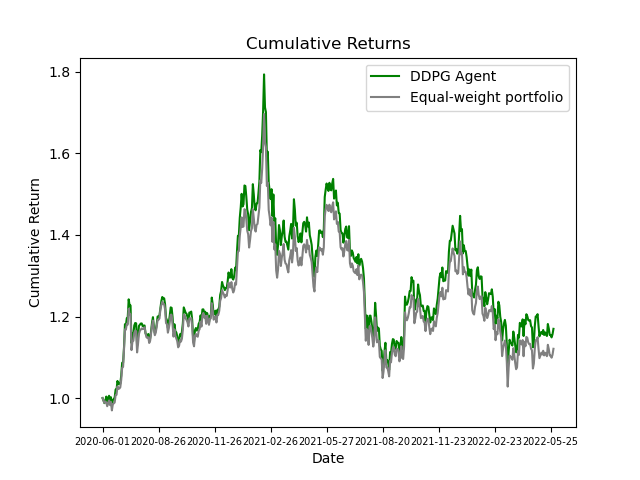 Cumulative Returns
DDPG Agent
Equal-weight portfolio
Cumulative Return
1.8
1.6
1.4
1.2
1.0
2020-06-01 2020-08-26 2020-11-26 2021-02-26 2021-05-27 2021-08-20 2021-11-23 2022-02-23 2022-05-25
Date